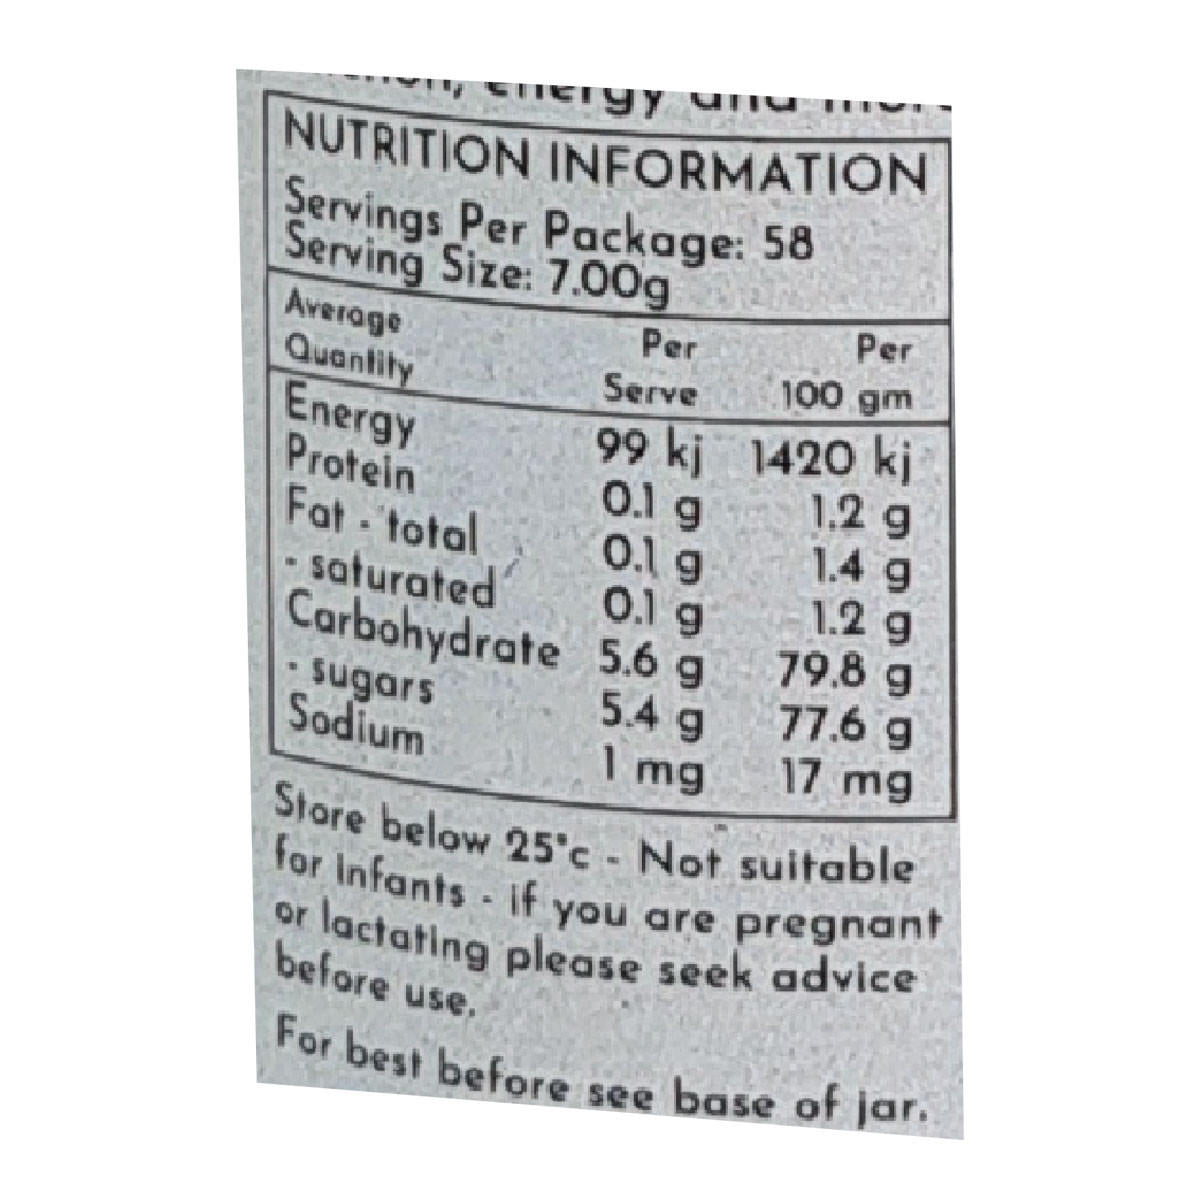 energy and
NUTRITION INFORMATION
Servings Per Package: 58
Serving Size: 7.00g
Average Quantity Per Serve Per 100 gm
Energy 99 kj 1420 kj
Protein 0.1 g 1.2 g
Fat - total 0.1 g 1.4 g
- saturated 0.1 g 1.2 g
Carbohydrate 5.6 g 79.8 g
- sugars 5.4 g 77.6 g
Sodium 1 mg 17 mg
Store below 25°c - Not suitable
for infants - if you are pregnant
or lactating please seek advice
before use.
For best before see base of jar.